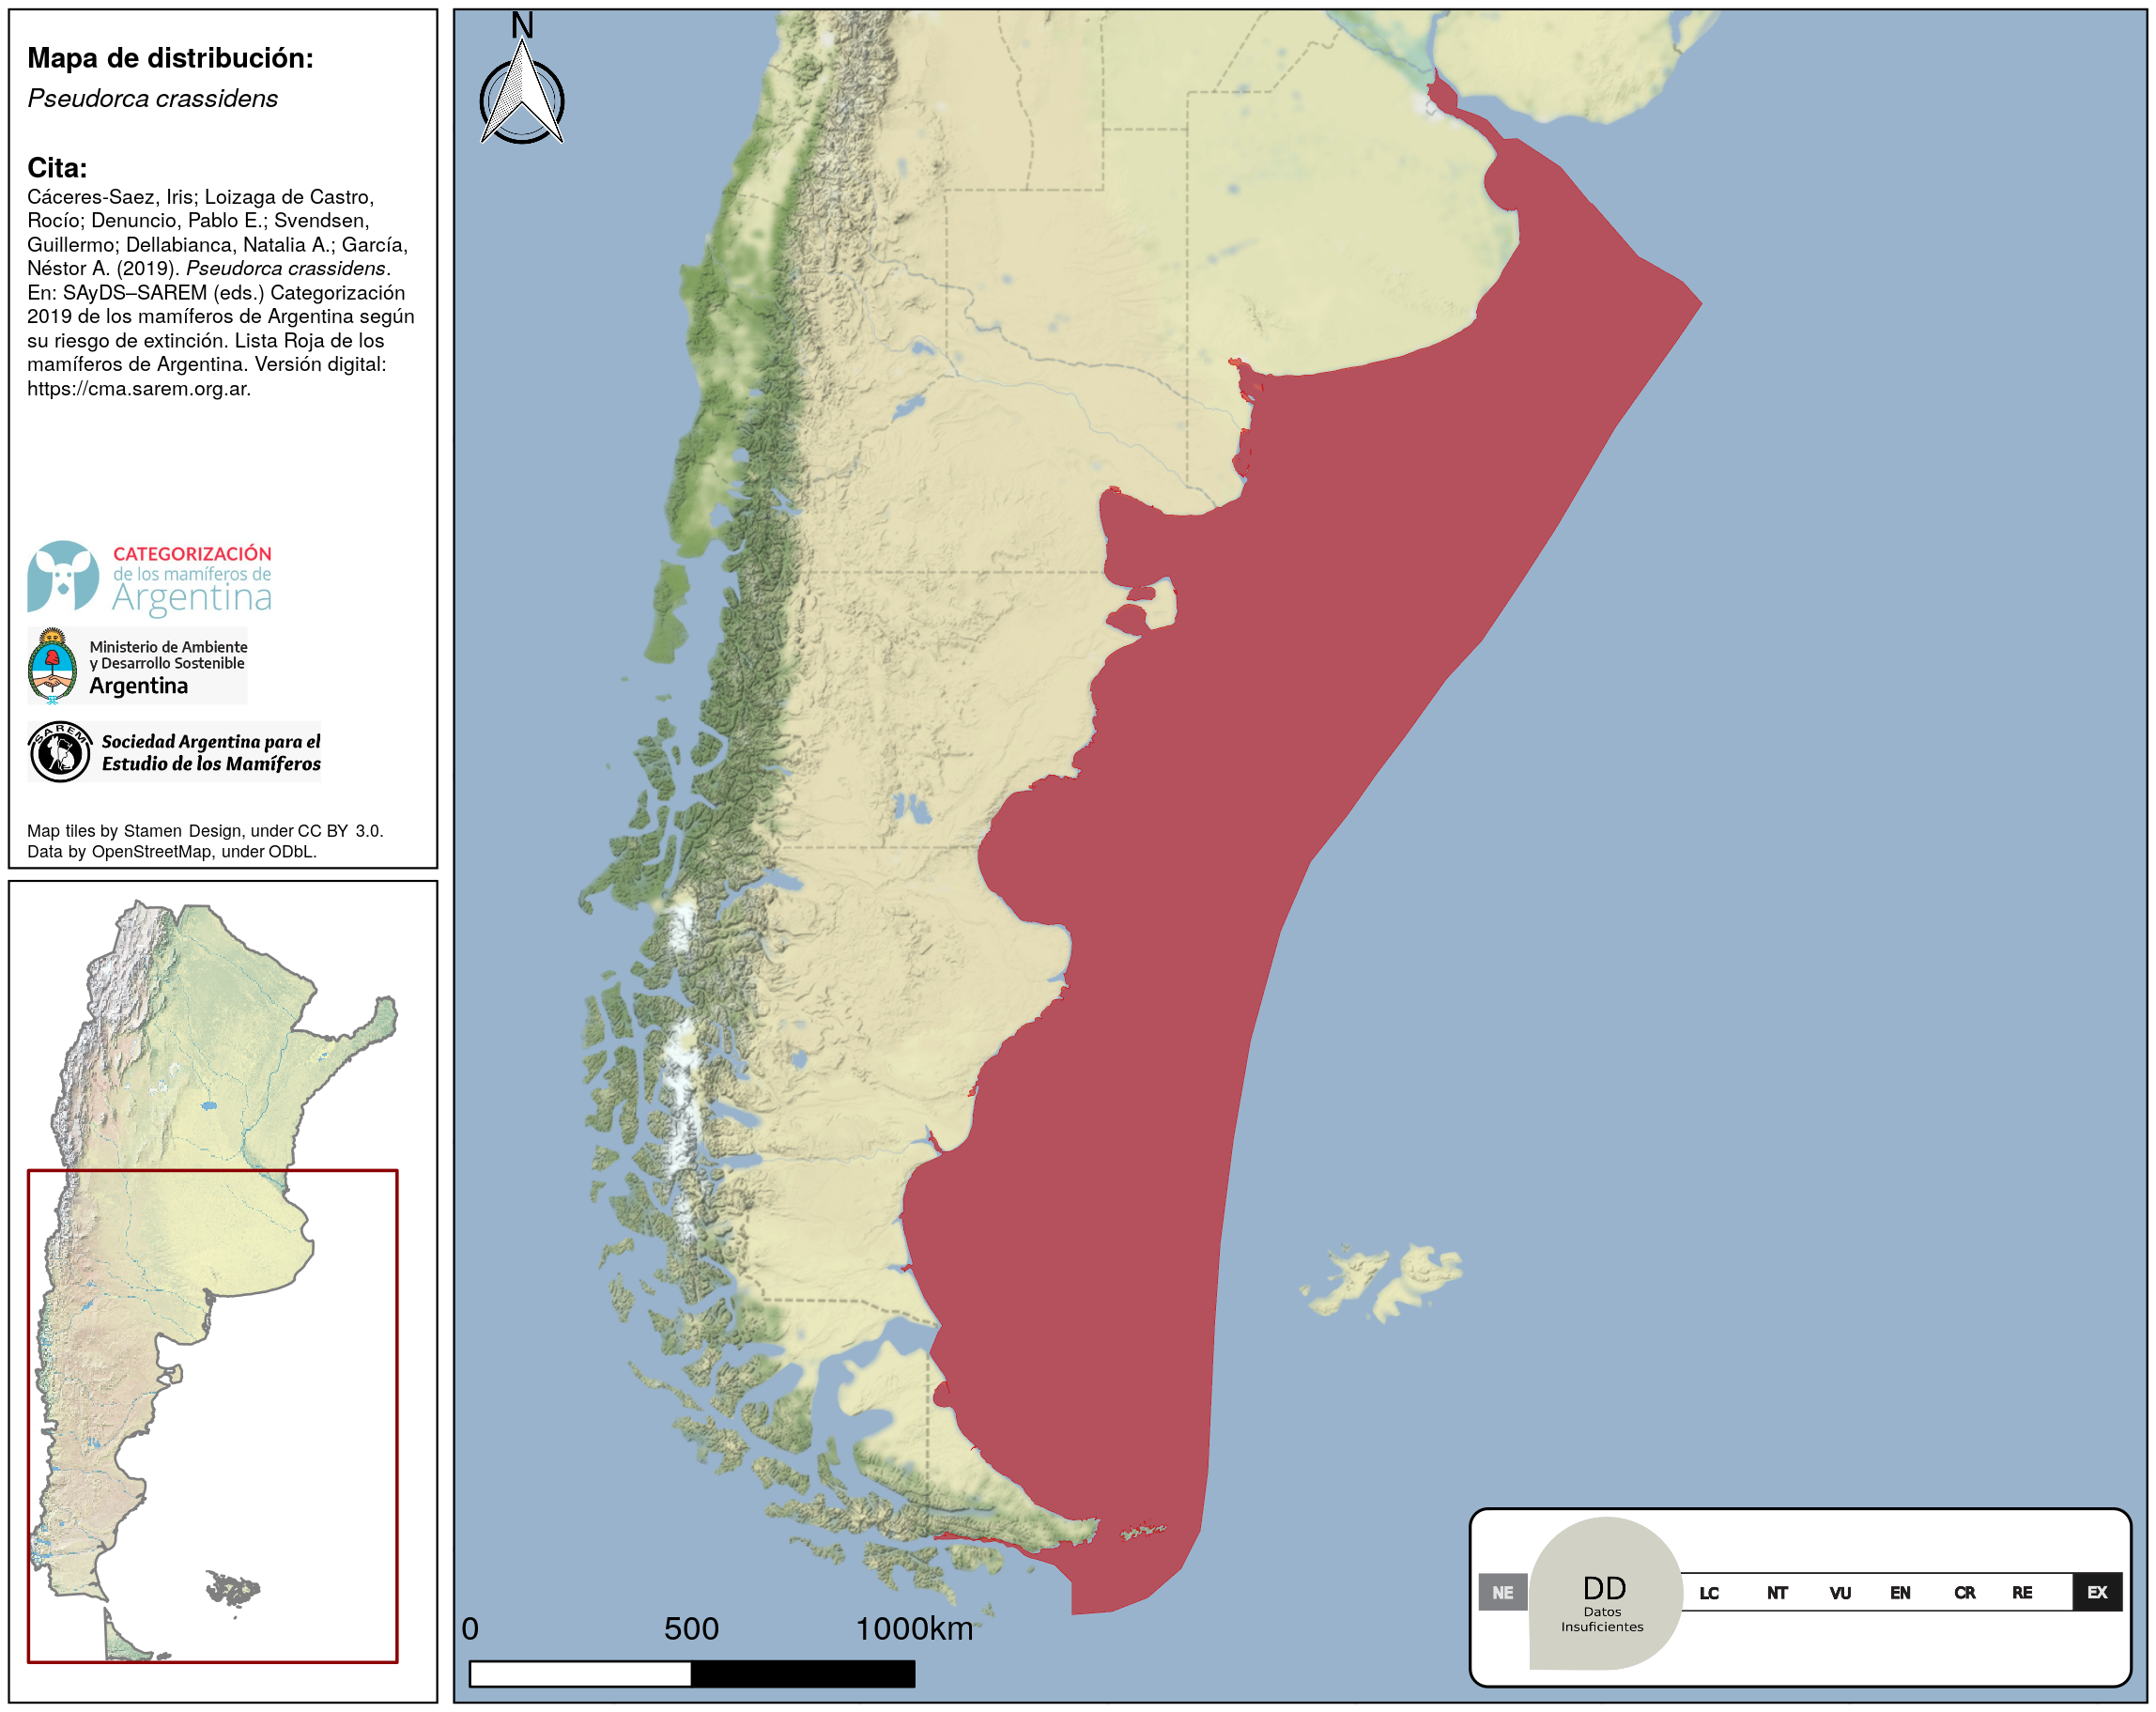 Mapa de distribución:
Pseudorca crassidens
Cita:
Cáceres-Saez, Iris; Loizaga de Castro,
Rocío; Denuncio, Pablo E.; Svendsen,
Guillermo; Dellabianca, Natalia A.; García,
Néstor A. (2019). Pseudorca crassidens.
En: SAyDS–SAREM (eds.) Categorización
2019 de los mamíferos de Argentina según
su riesgo de extinción. Lista Roja de los
mamíferos de Argentina. Versión digital:
https://cma.sarem.org.ar.
CATEGORIZACIÓN
de los mamíferos de
Argentina
Ministerio de Ambiente
y Desarrollo Sostenible
Argentina
SAREM
Sociedad Argentina para el
Estudio de los Mamíferos
Map tiles by Stamen Design, under CC BY 3.0.
Data by OpenStreetMap, under ODbL.
N
0 500 1000km
NE DD LC NT VU EN CR RE EX
Datos
Insuficientes